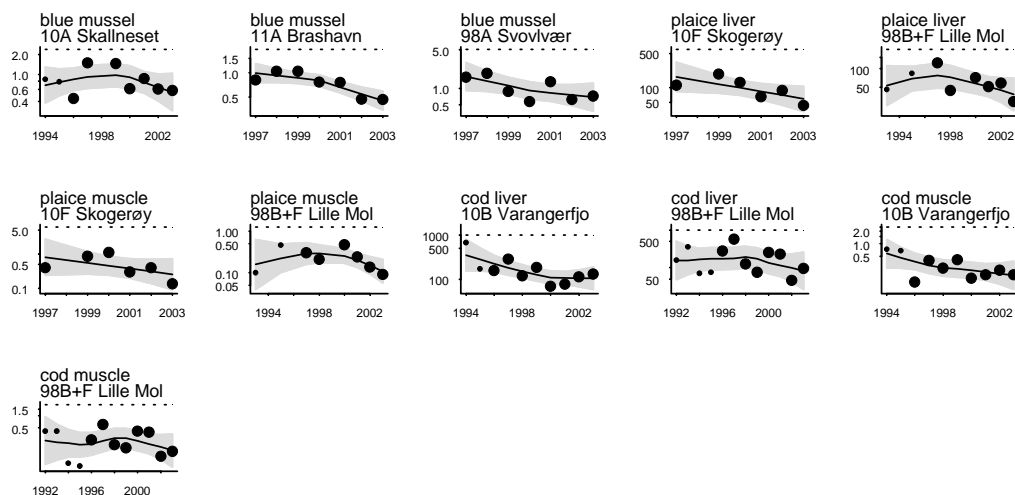 blue mussel
10A Skallneset
2.0
1.0
0.6
0.4
1994 1998 2002
blue mussel
11A Brashavn
1.5
1.0
0.5
1997 1999 2001 2003
blue mussel
98A Svovlvær
5.0
1.0
0.5
1997 1999 2001 2003
plaice liver
10F Skogerøy
500
100
50
1997 1999 2001 2003
plaice liver
98B+F Lille Mol
100
50
1994 1998 2002
plaice muscle
10F Skogerøy
5.0
0.5
0.1
1997 1999 2001 2003
plaice muscle
98B+F Lille Mol
1.00
0.50
0.10
0.05
1994 1998 2002
cod liver
10B Varangerfjo
1000
500
100
1994 1998 2002
cod liver
98B+F Lille Mol
500
50
1992 1996 2000
cod muscle
10B Varangerfjo
2.0
1.0
0.5
0.2
1994 1998 2002
cod muscle
98B+F Lille Mol
1.5
0.5
1992 1996 2000